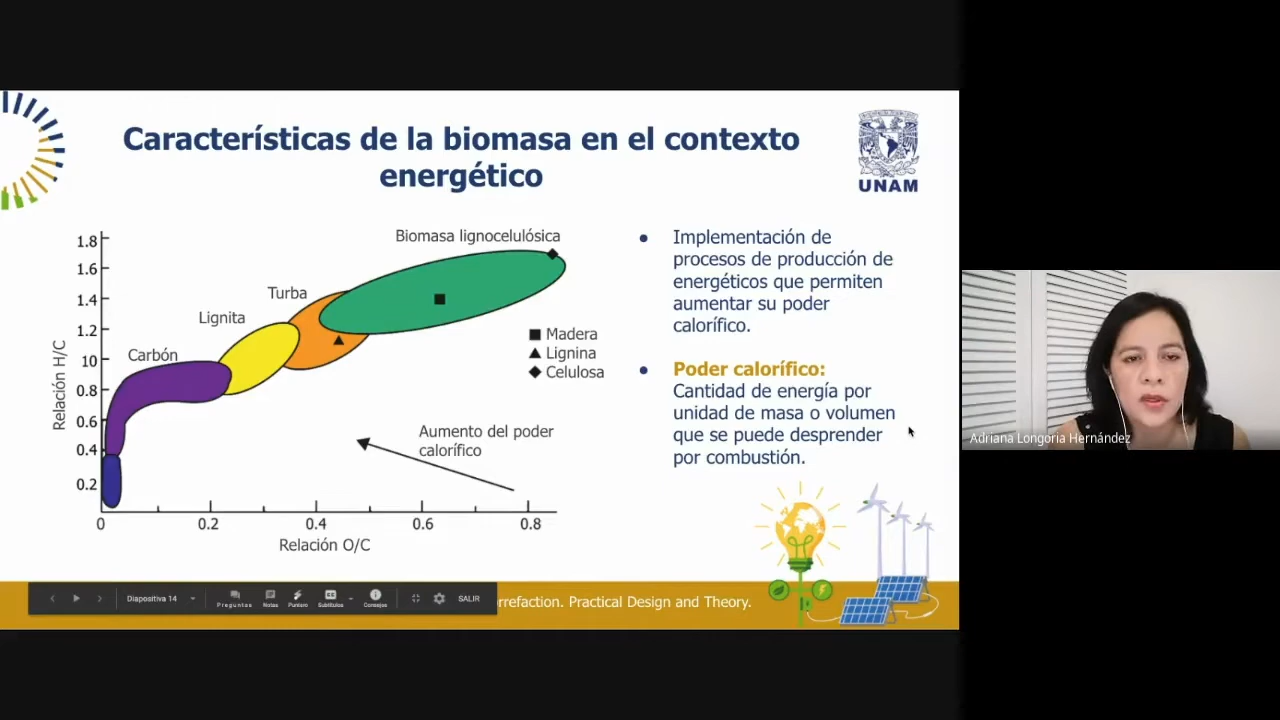 Características de la biomasa en el contexto
energético
UNAM
Biomasa lignocelulósica
Turba
Lignita
Carbón
1.8
1.6
1.4
1.2
10
0.8
0.6
0.4
0.2
Relación H/C
Madera
Lignina
Celulosa
Aumento del poder
calorífico
0
0.2
0.4
0.6
0.8
Relación O/C
• Implementación de
procesos de producción de
energéticos que permiten
aumentar su poder
calorífico.
• Poder calorífico:
Cantidad de energía por
unidad de masa o volumen
que se puede desprender
por combustión.
Diapositiva 14
Preguntas
Notas
Puntero
Subtítulos
Consejos
SALIR
rrefaction. Practical Design and Theory.
Adriana Longoria Hernández